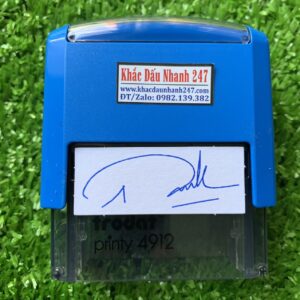 Khắc Dấu Nhanh 247
www.khacdaunhanh247.com
ĐT/Zalo: 0982.139.382
trodat
printy 4912